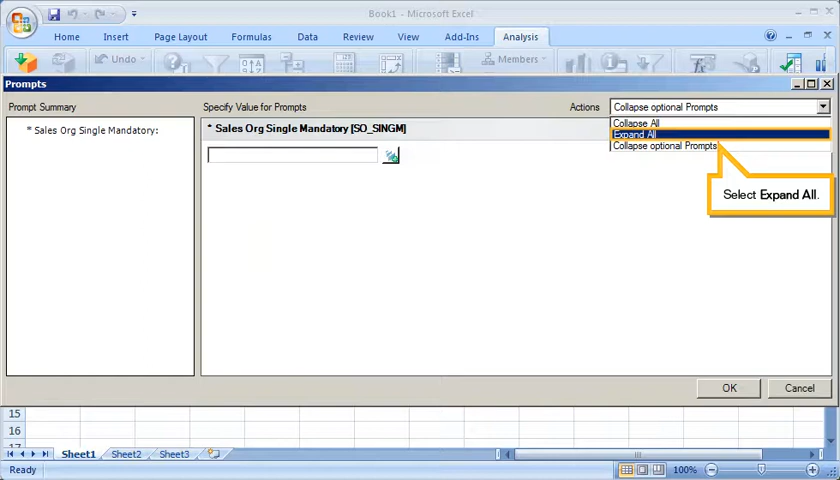 Book1 - Microsoft Excel
Home Insert Page Layout Formulas Data Review View Add-Ins Analysis
Undo Members
Prompts
Prompt Summary Specify Value for Prompts Actions Collapse optional Prompts
* Sales Org Single Mandatory: * Sales Org Single Mandatory [SO_SINGM] Collapse All
Expand All
Collapse optional Prompts
Select Expand All.
OK Cancel
15
16
Sheet1 Sheet2 Sheet3
Ready 100%